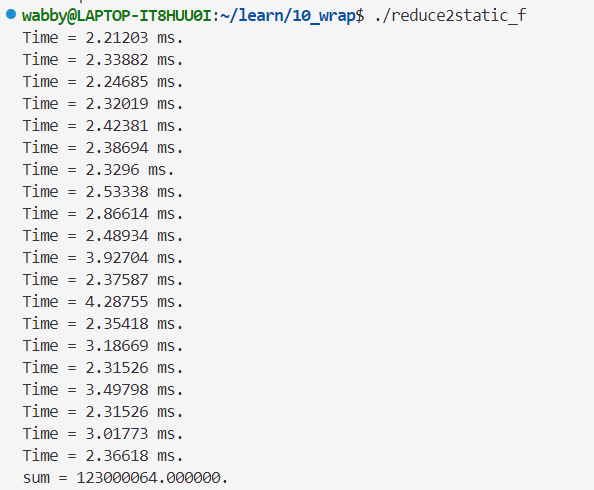 wabby@LAPTOP-IT8HUU0I:~/learn/10_wrap$ ./reduce2static_f
Time = 2.21203 ms.
Time = 2.33882 ms.
Time = 2.24685 ms.
Time = 2.32019 ms.
Time = 2.42381 ms.
Time = 2.38694 ms.
Time = 2.3296 ms.
Time = 2.53338 ms.
Time = 2.86614 ms.
Time = 2.48934 ms.
Time = 3.92704 ms.
Time = 2.37587 ms.
Time = 4.28755 ms.
Time = 2.35418 ms.
Time = 3.18669 ms.
Time = 2.31526 ms.
Time = 3.49798 ms.
Time = 2.31526 ms.
Time = 3.01773 ms.
Time = 2.36618 ms.
sum = 123000064.000000.